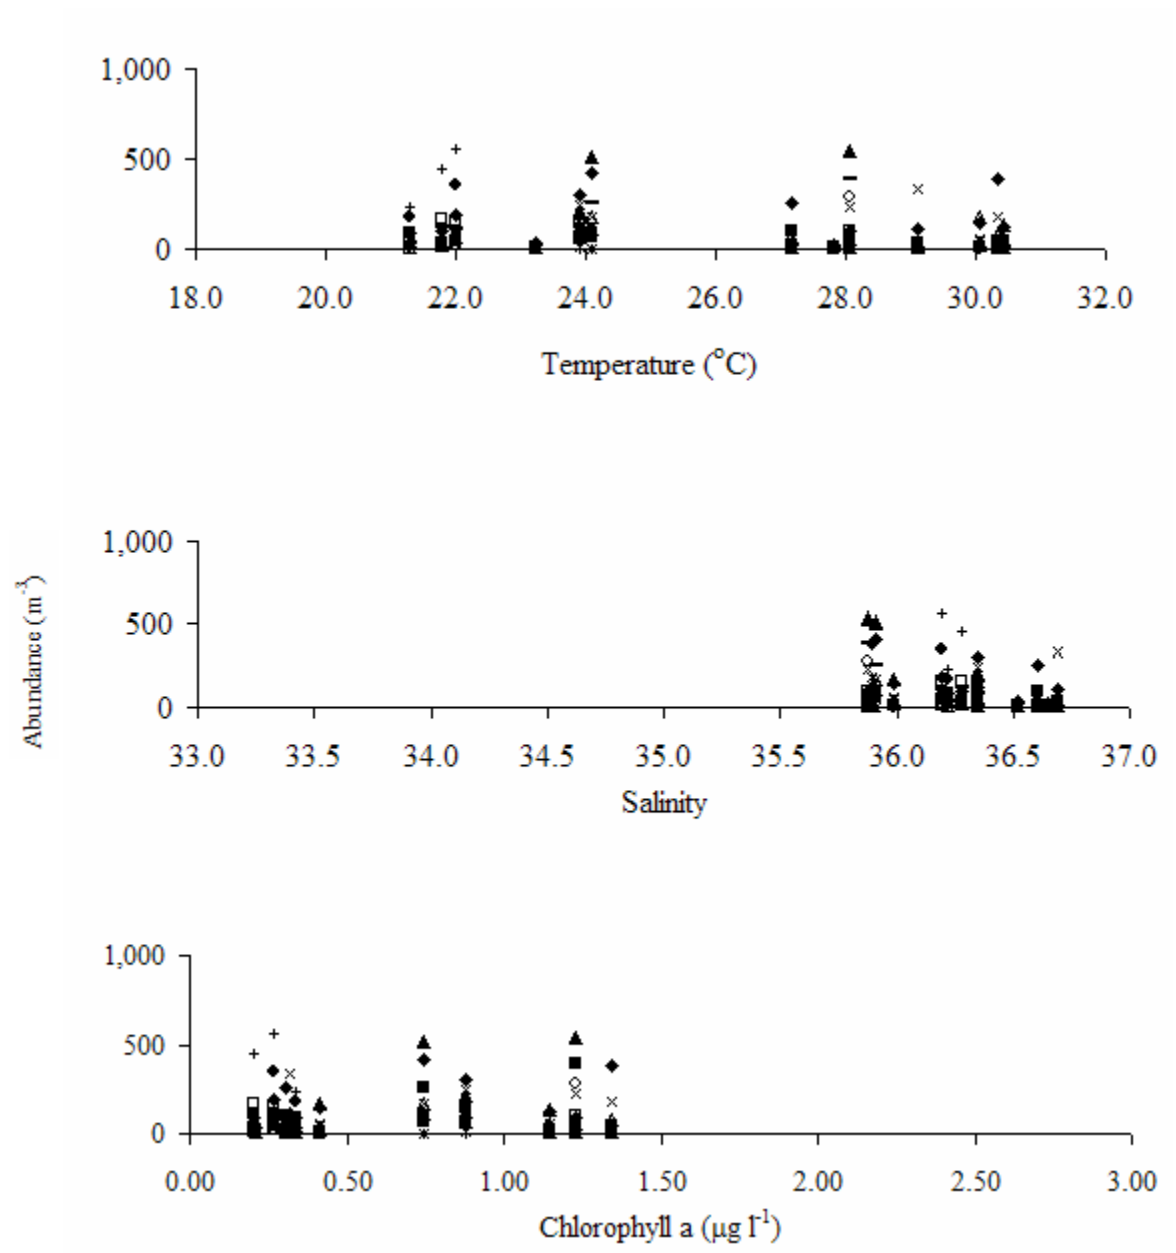 1,000
500
0
18.0 20.0 22.0 24.0 26.0 28.0 30.0 32.0
Temperature (°C)
Abundance (m⁻³)
1,000
500
0
33.0 33.5 34.0 34.5 35.0 35.5 36.0 36.5 37.0
Salinity
1,000
500
0
0.00 0.50 1.00 1.50 2.00 2.50 3.00
Chlorophyll a (μg l⁻¹)